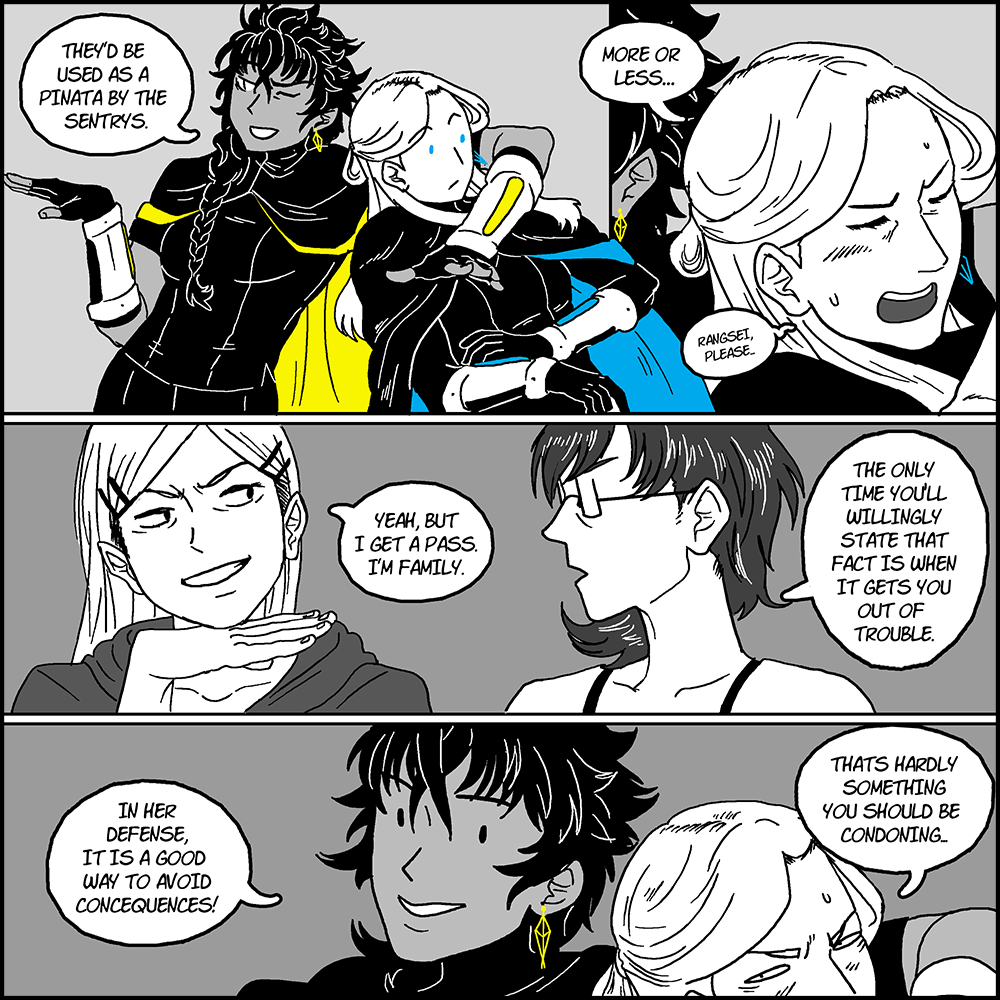 THEY'D BE
USED AS A
PINATA BY THE
SENTRYS.
MORE OR
LESS...
RANGSEI,
PLEASE..
YEAH, BUT
I GET A PASS.
I'M FAMILY.
THE ONLY
TIME YOU'LL
WILLINGLY
STATE THAT
FACT IS WHEN
IT GETS YOU
OUT OF
TROUBLE.
IN HER
DEFENSE,
IT IS A GOOD
WAY TO AVOID
CONCEQUENCES!
THATS HARDLY
SOMETHING
YOU SHOULD BE
CONDONING...